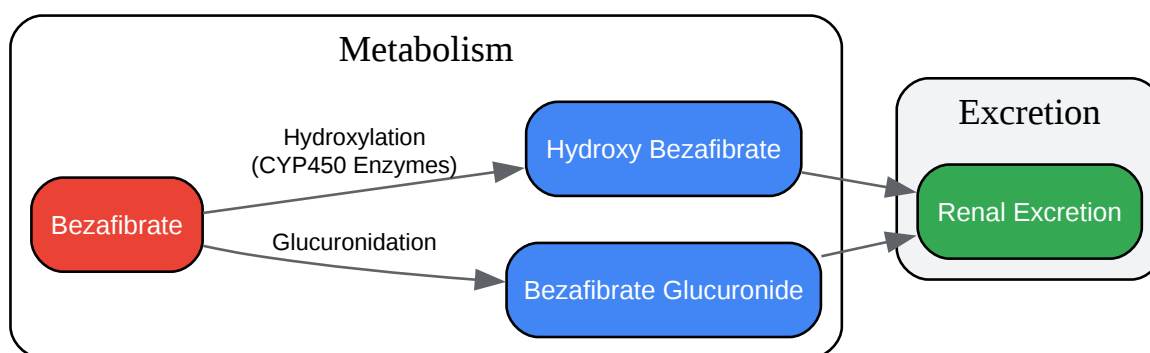 Metabolism
Excretion
Hydroxylation
(CYP450 Enzymes)
Hydroxy Bezafibrate
Bezafibrate
Renal Excretion
Glucuronidation
Bezafibrate Glucuronide